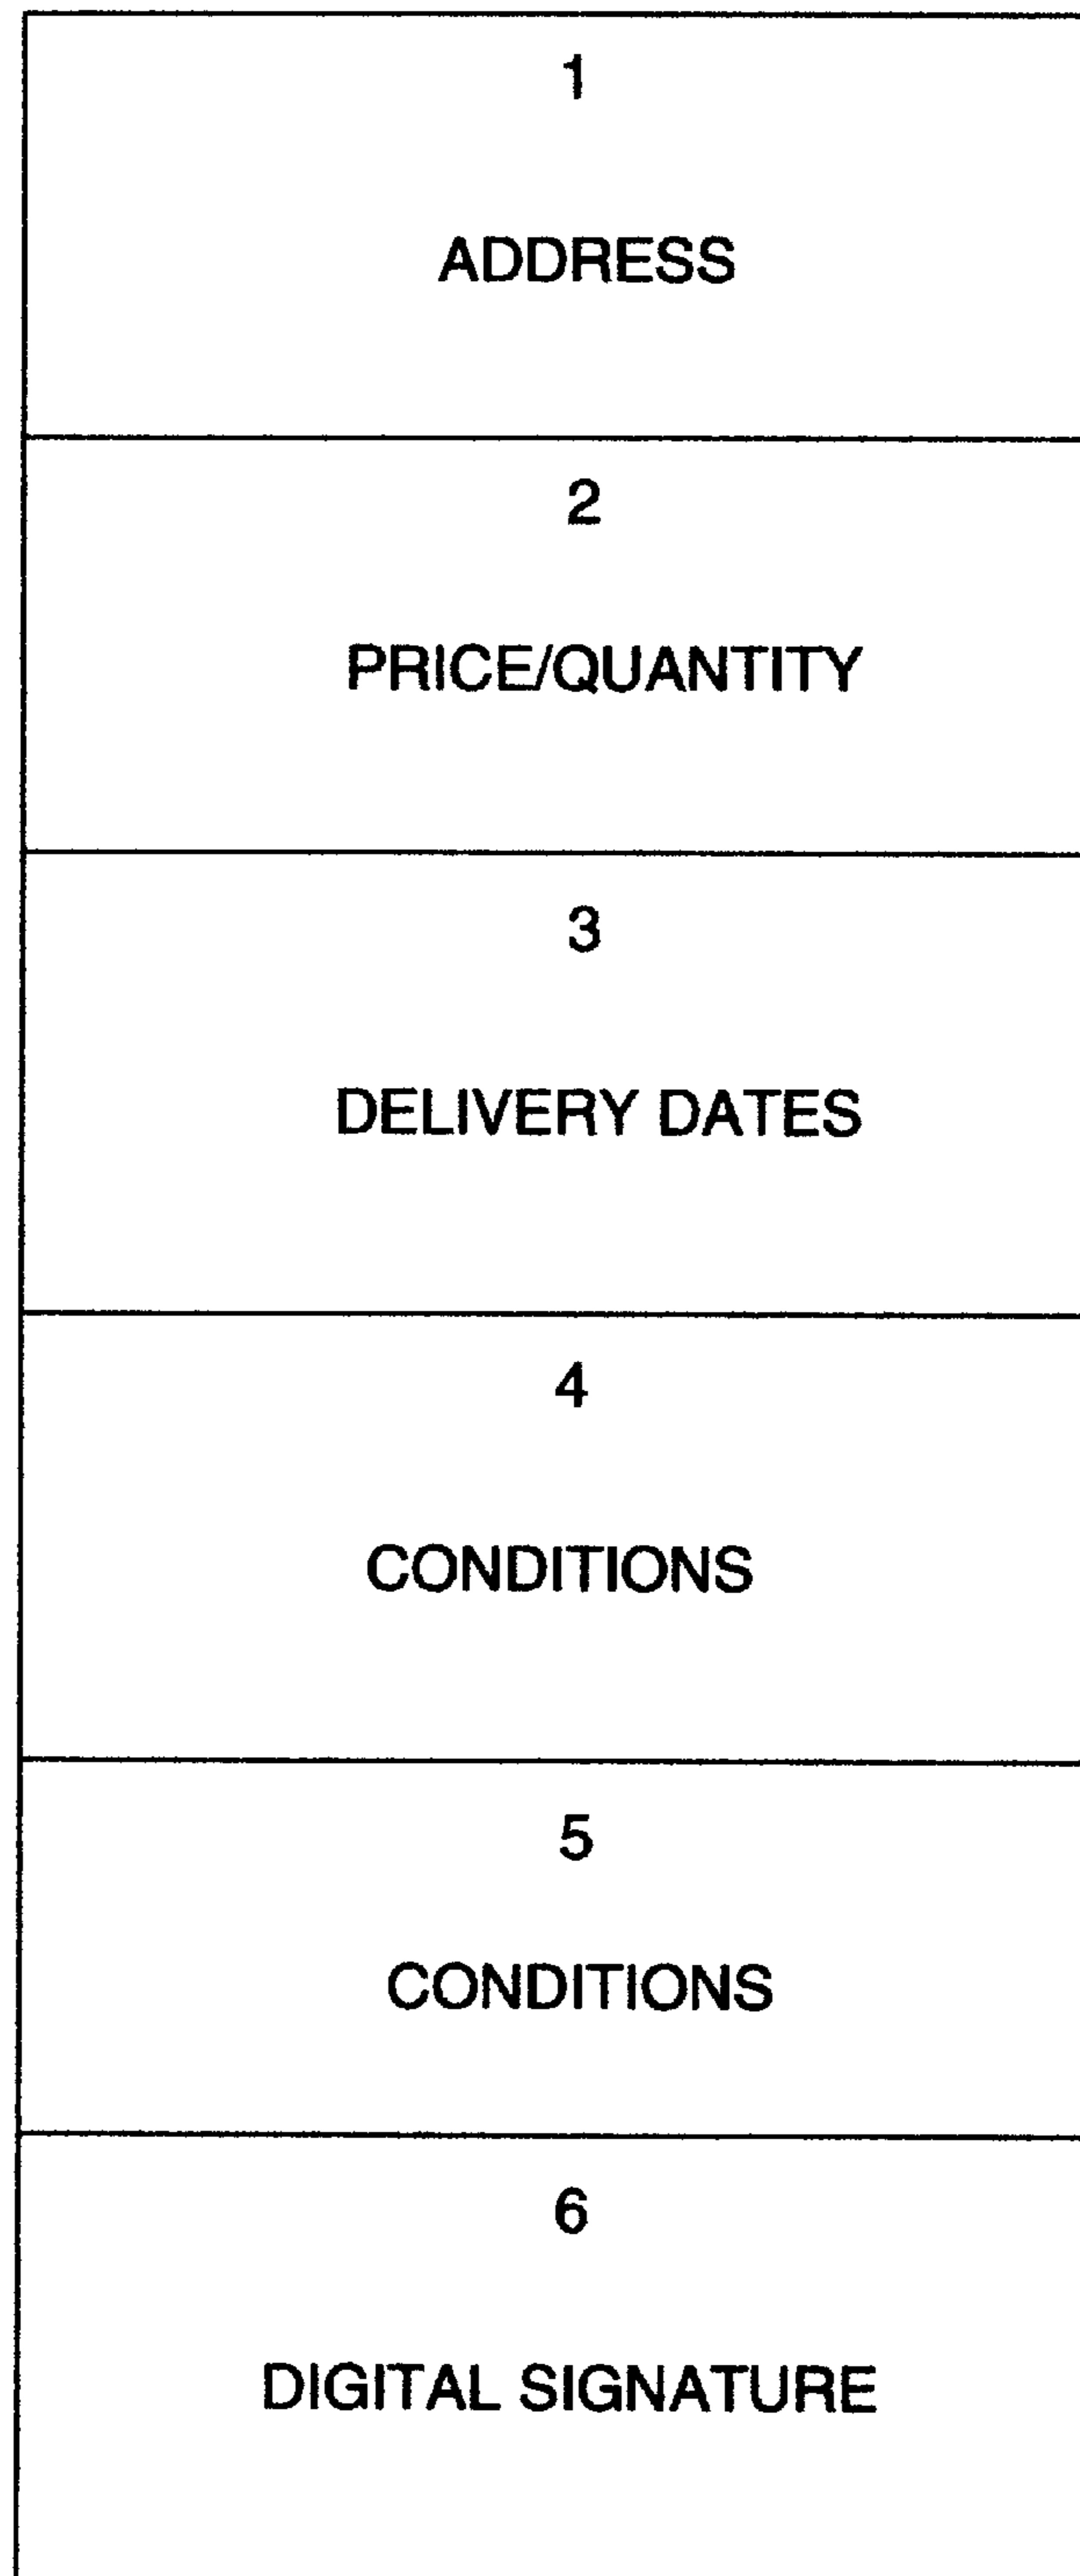 1
ADDRESS
2
PRICE/QUANTITY
3
DELIVERY DATES
4
CONDITIONS
5
CONDITIONS
6
DIGITAL SIGNATURE